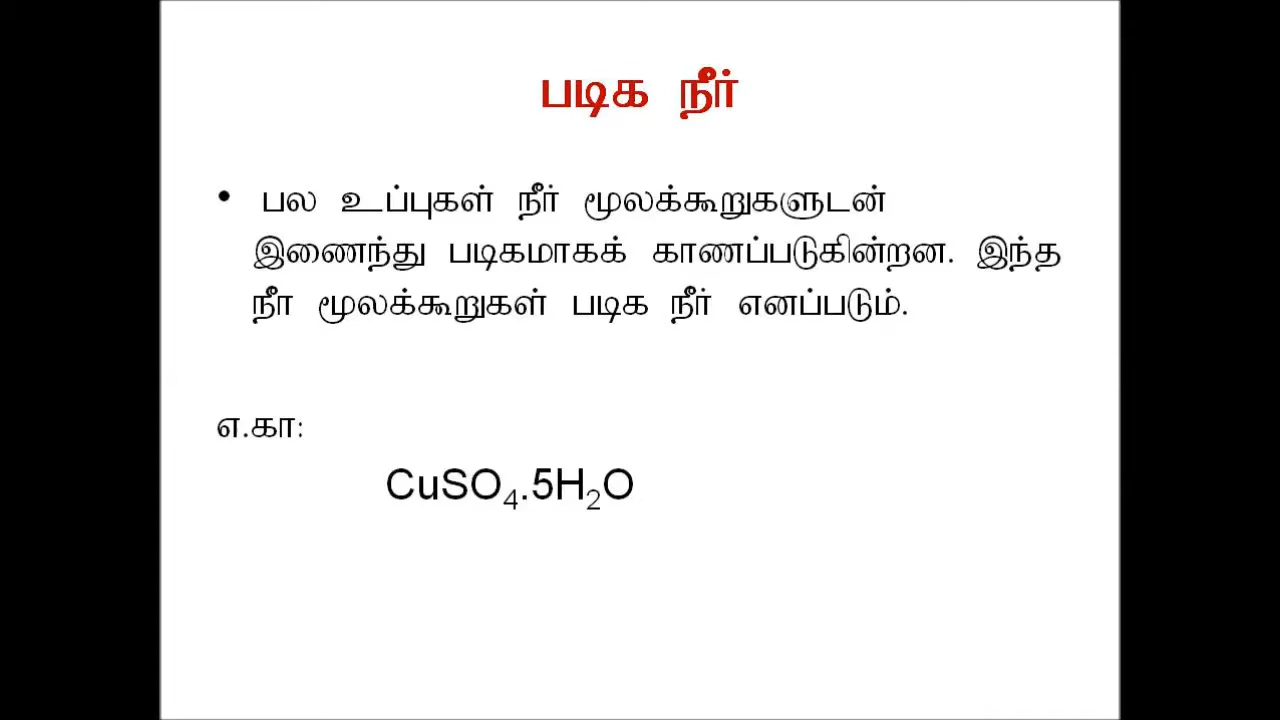 படிக நீர்
• பல உப்புகள் நீர் மூலக்கூறுகளுடன்
இணைந்து படிகமாகக் காணப்படுகின்றன. இந்த
நீர மூலக்கூறுகள் படிக நீர் எனப்படும்.
எ.கா:
CuSO₄.5H₂O